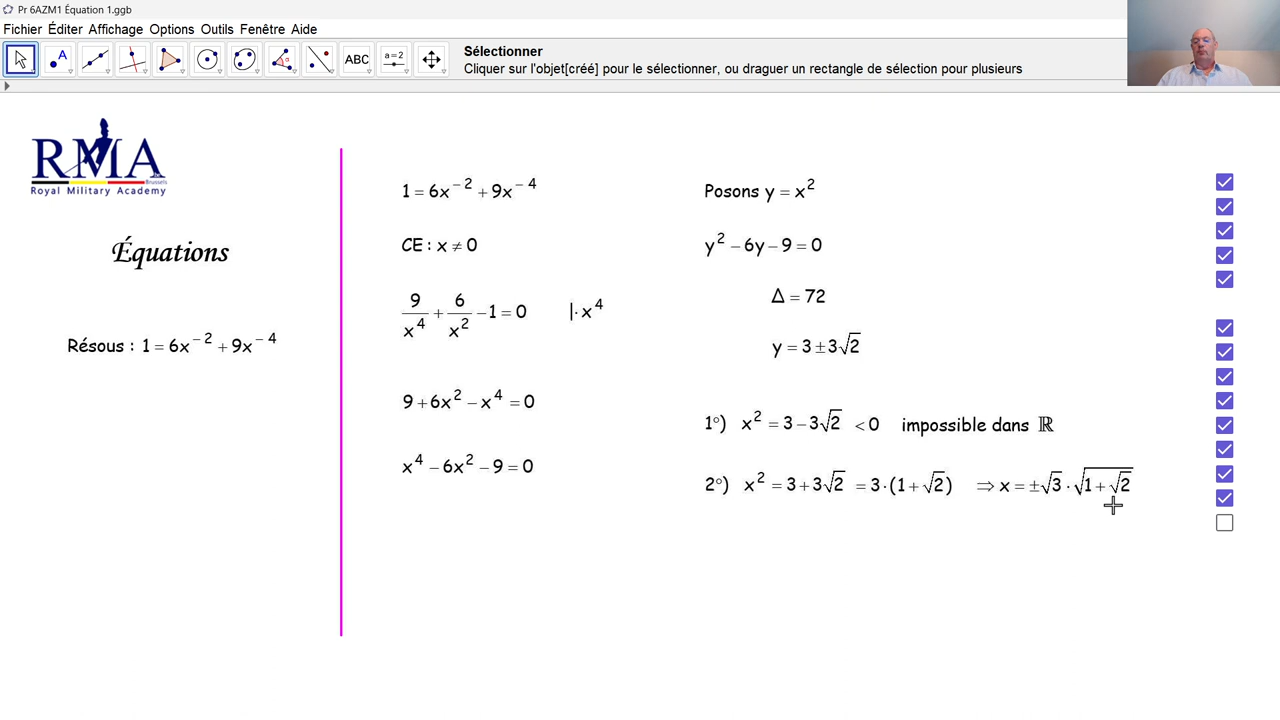 Pr 6AZM1 Équation 1.ggb
Fichier Éditer Affichage Options Outils Fenêtre Aide
ABC
a=2
A
Sélectionner
Cliquer sur l'objet[créé] pour le sélectionner, ou draguer un rectangle de sélection pour plusieurs
RMA
Brussels
Royal Military Academy
Équations
Résous : 1 = 6x⁻² + 9x⁻⁴
1 = 6x⁻² + 9x⁻⁴
CE : x ≠ 0
9/x⁴ + 6/x² − 1 = 0 |· x⁴
9 + 6x² − x⁴ = 0
x⁴ − 6x² − 9 = 0
Posons y = x²
y² − 6y − 9 = 0
Δ = 72
y = 3 ± 3√2
1°) x² = 3 − 3√2 < 0 impossible dans ℝ
2°) x² = 3 + 3√2 = 3·(1 + √2) ⇒ x = ±√3 · √(1 + √2)